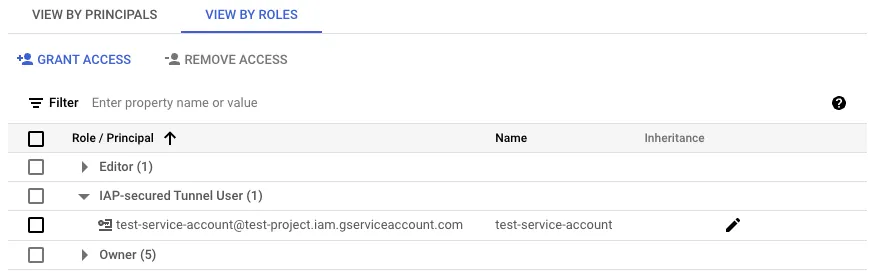 VIEW BY PRINCIPALS VIEW BY ROLES
GRANT ACCESS REMOVE ACCESS
Filter Enter property name or value ?
Role / Principal Name Inheritance
Editor (1)
IAP-secured Tunnel User (1)
test-service-account@test-project.iam.gserviceaccount.com test-service-account
Owner (5)